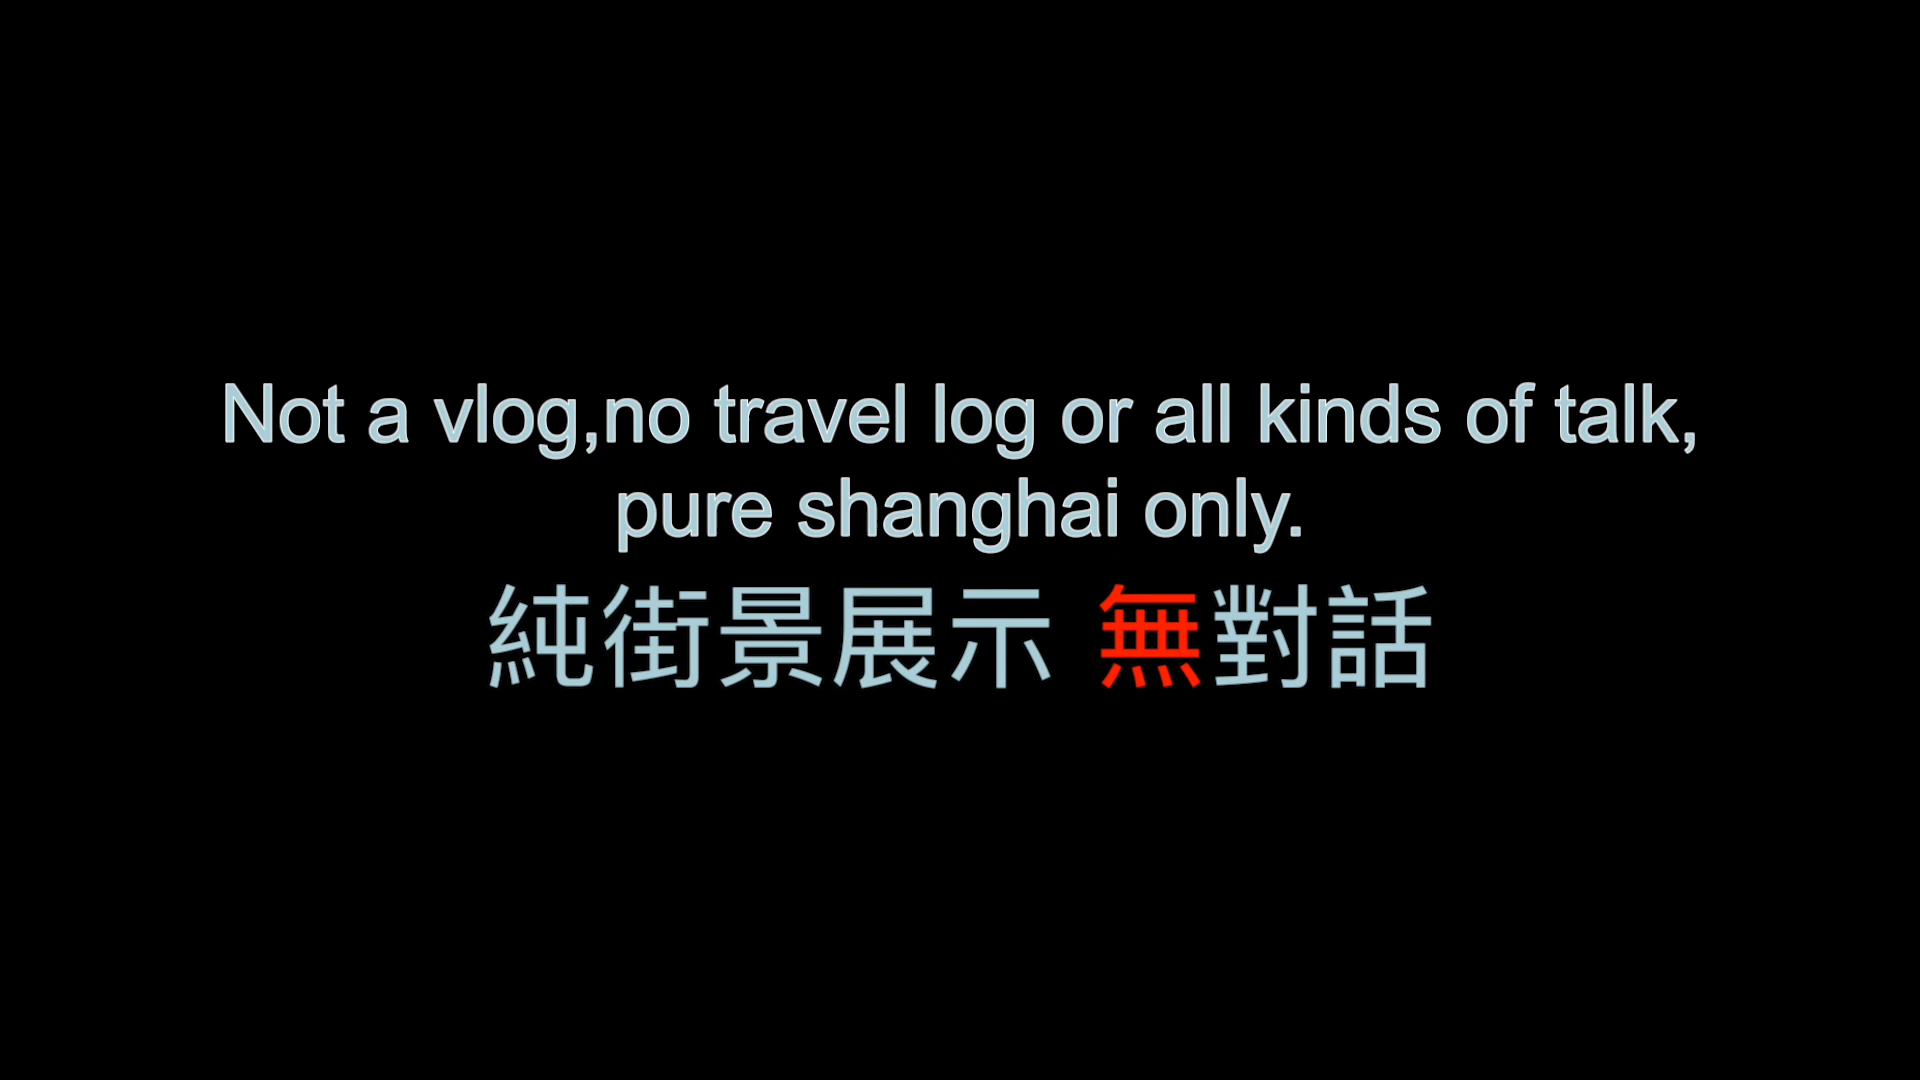 Not a vlog,no travel log or all kinds of talk,
pure shanghai only.
純街景展示 無對話